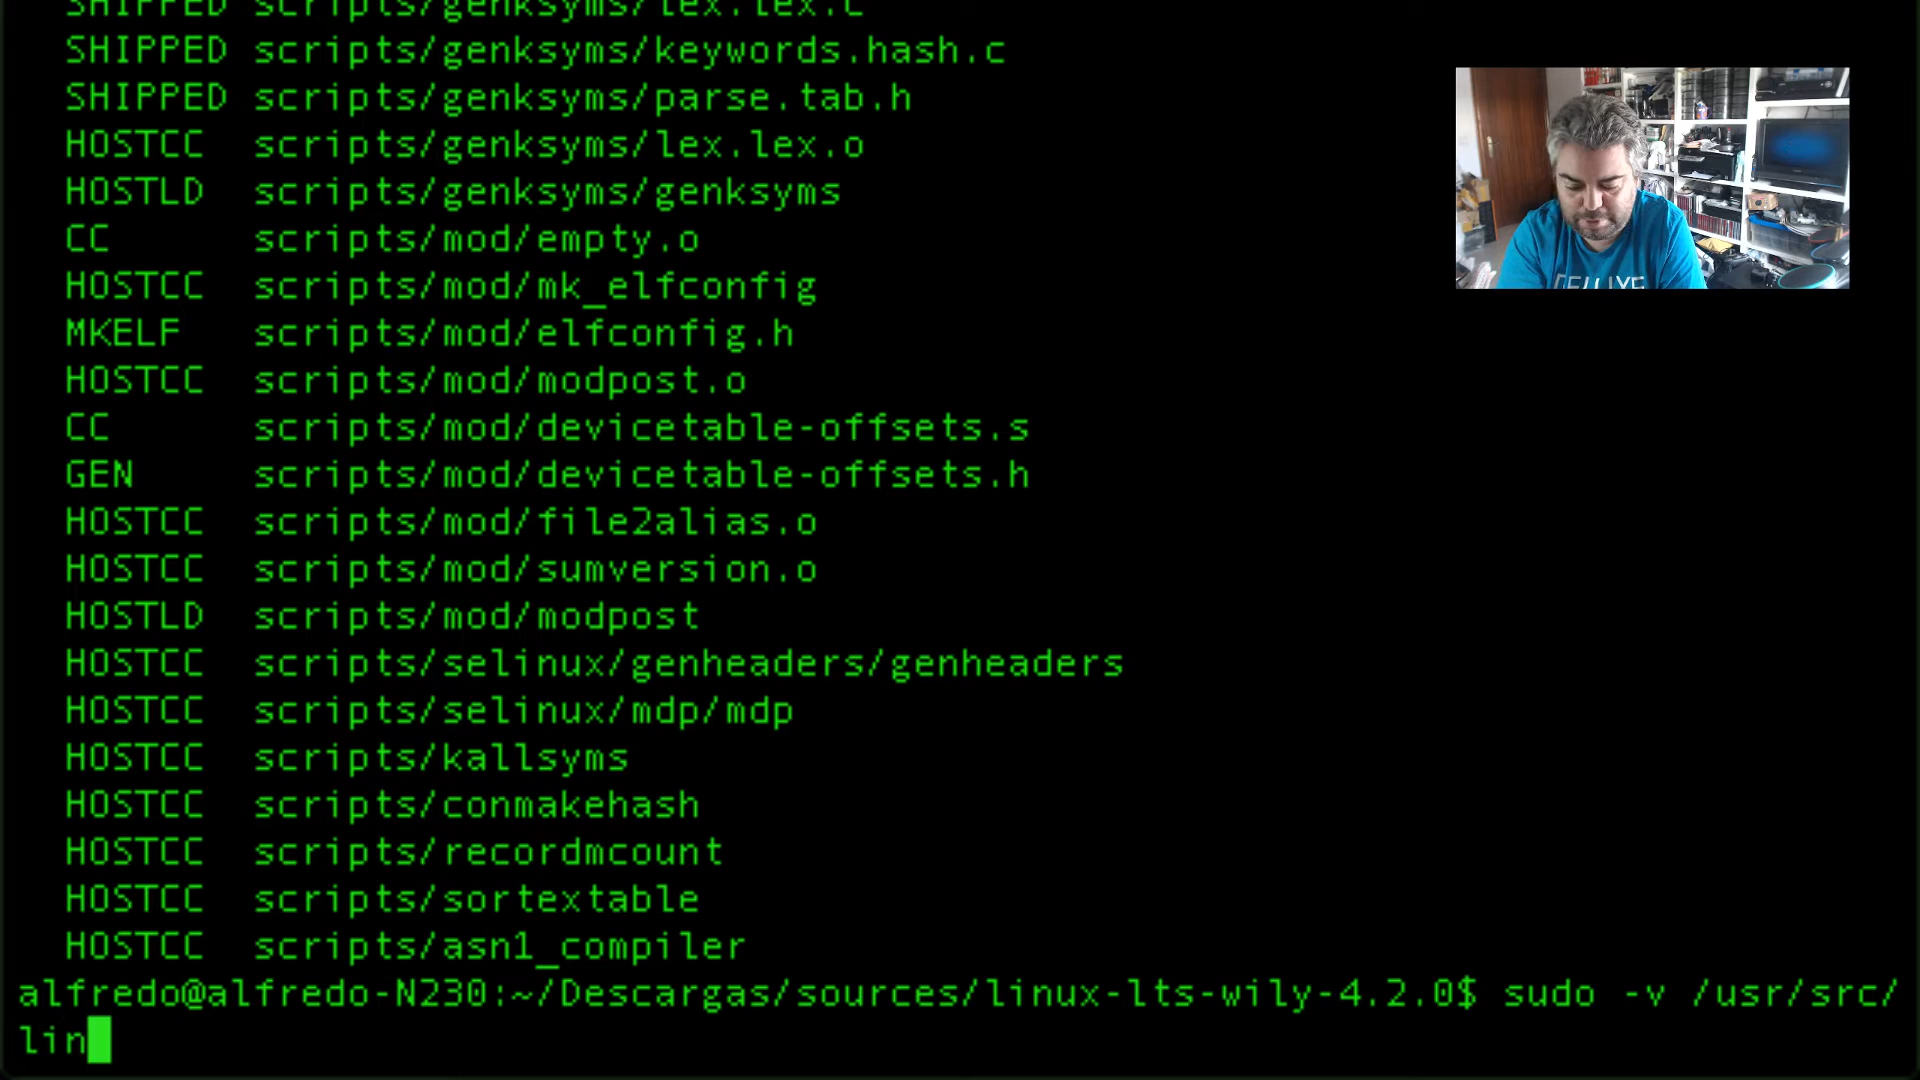 SHIPPED scripts/genksyms/lex.lex.c
SHIPPED scripts/genksyms/keywords.hash.c
SHIPPED scripts/genksyms/parse.tab.h
HOSTCC scripts/genksyms/lex.lex.o
HOSTLD scripts/genksyms/genksyms
CC scripts/mod/empty.o
HOSTCC scripts/mod/mk_elfconfig
MKELF scripts/mod/elfconfig.h
HOSTCC scripts/mod/modpost.o
CC scripts/mod/devicetable-offsets.s
GEN scripts/mod/devicetable-offsets.h
HOSTCC scripts/mod/file2alias.o
HOSTCC scripts/mod/sumversion.o
HOSTLD scripts/mod/modpost
HOSTCC scripts/selinux/genheaders/genheaders
HOSTCC scripts/selinux/mdp/mdp
HOSTCC scripts/kallsyms
HOSTCC scripts/conmakehash
HOSTCC scripts/recordmcount
HOSTCC scripts/sortextable
HOSTCC scripts/asn1_compiler
alfredo@alfredo-N230:~/Descargas/sources/linux-lts-wily-4.2.0$ sudo -v /usr/src/
lin